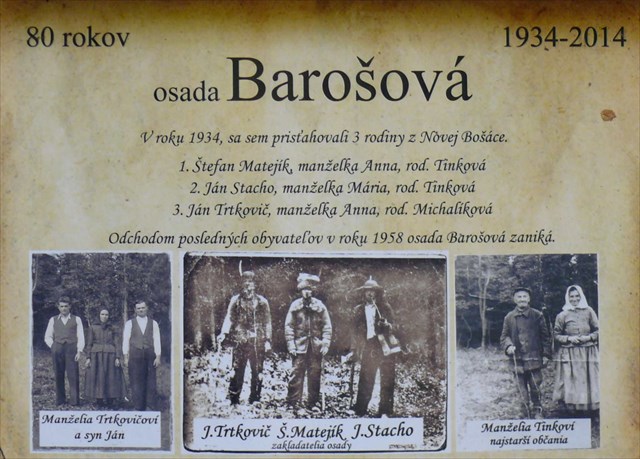 80 rokov
1934-2014
osada Barošová
V roku 1934, sa sem prisťahovali 3 rodiny z Novej Bošáce.
1. Štefan Matejík, manželka Anna, rod. Tinková
2. Ján Stacho, manželka Mária, rod. Tinková
3. Ján Trtkovič, manželka Anna, rod. Michalíková
Odchodom posledných obyvateľov v roku 1958 osada Barošová zaniká.
Manželia Trtkovičoví
a syn Ján
J.Trtkovič Š.Matejík J.Stacho
zakladatelia osady
Manželia Tinkoví
najstarší občania